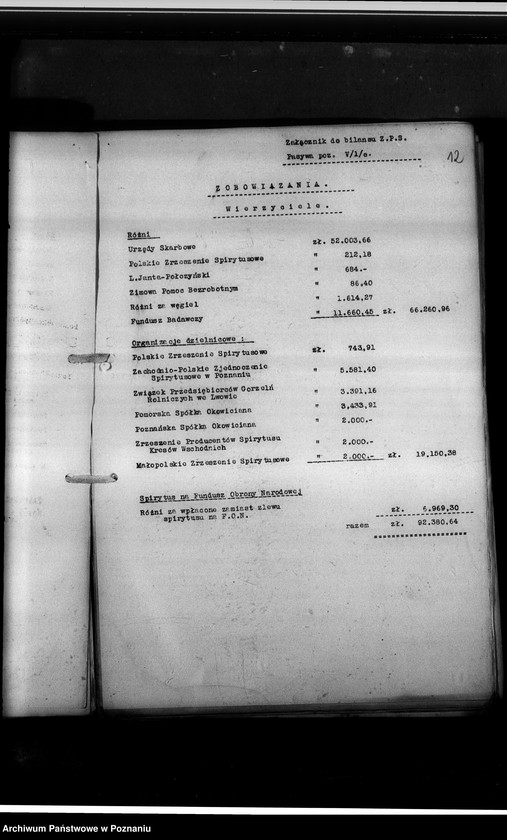 Załącznik do bilansu Z.P.S.
Pasywa poz. V/1/c.
12
ZOBOWIĄZANIA.
Wierzyciele.
Różni
Urzędy Skarbowe zł. 52.003,66
Polskie Zrzeszenie Spirytusowe " 212,18
L.Janta-Połczyński " 684.-
Zimowa Pomoc Bezrobotnym " 86,40
Różni za węgiel " 1.614,27
Fundusz Badawczy " 11.660,45 zł. 66.260,96
Organizacje dzielnicowe :
Polskie Zrzeszenie Spirytusowe zł. 743,91
Zachodnio-Polskie Zjednoczenie
Spirytusowe w Poznaniu " 5.581,40
Związek Przedsiębiorców Gorzelń
Rolniczych we Lwowie " 3.391,16
Pomorska Spółka Okowiciana " 3.433,91
Poznańska Spółka Okowiciana " 2.000.-
Zrzeszenie Producentów Spirytusu
Kresów Wschodnich " 2.000.-
Małopolskie Zrzeszenie Spirytusowe " 2.000.- zł. 19.150,38
Spirytus na Fundusz Obrony Narodowej
Różni za wpłacone zamiast zlewu
spirytusu na F.O.N. zł. 6.969,30
razem zł. 92.380,64
Archiwum Państwowe w Poznaniu